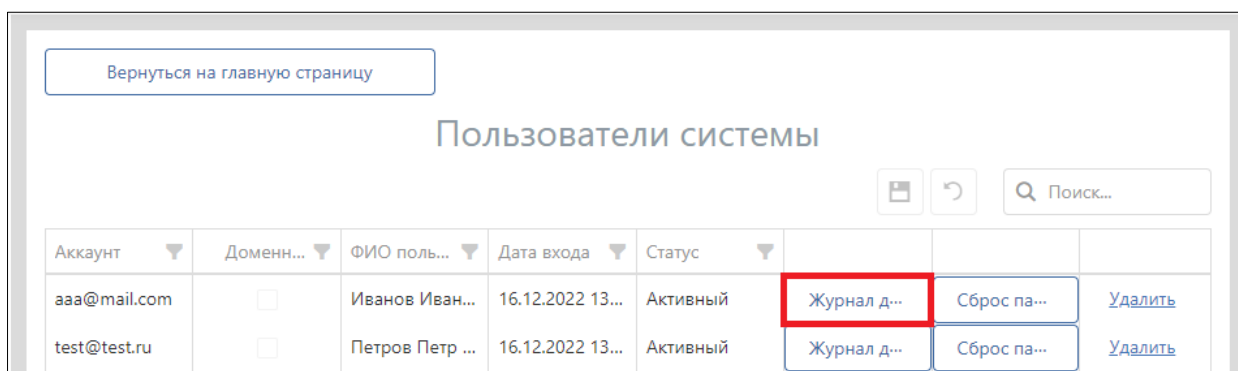 Вернуться на главную страницу
Пользователи системы
Поиск...
Аккаунт Доменн... ФИО поль... Дата входа Статус
aaa@mail.com Иванов Иван... 16.12.2022 13... Активный Журнал д... Сброс па... Удалить
test@test.ru Петров Петр ... 16.12.2022 13... Активный Журнал д... Сброс па... Удалить